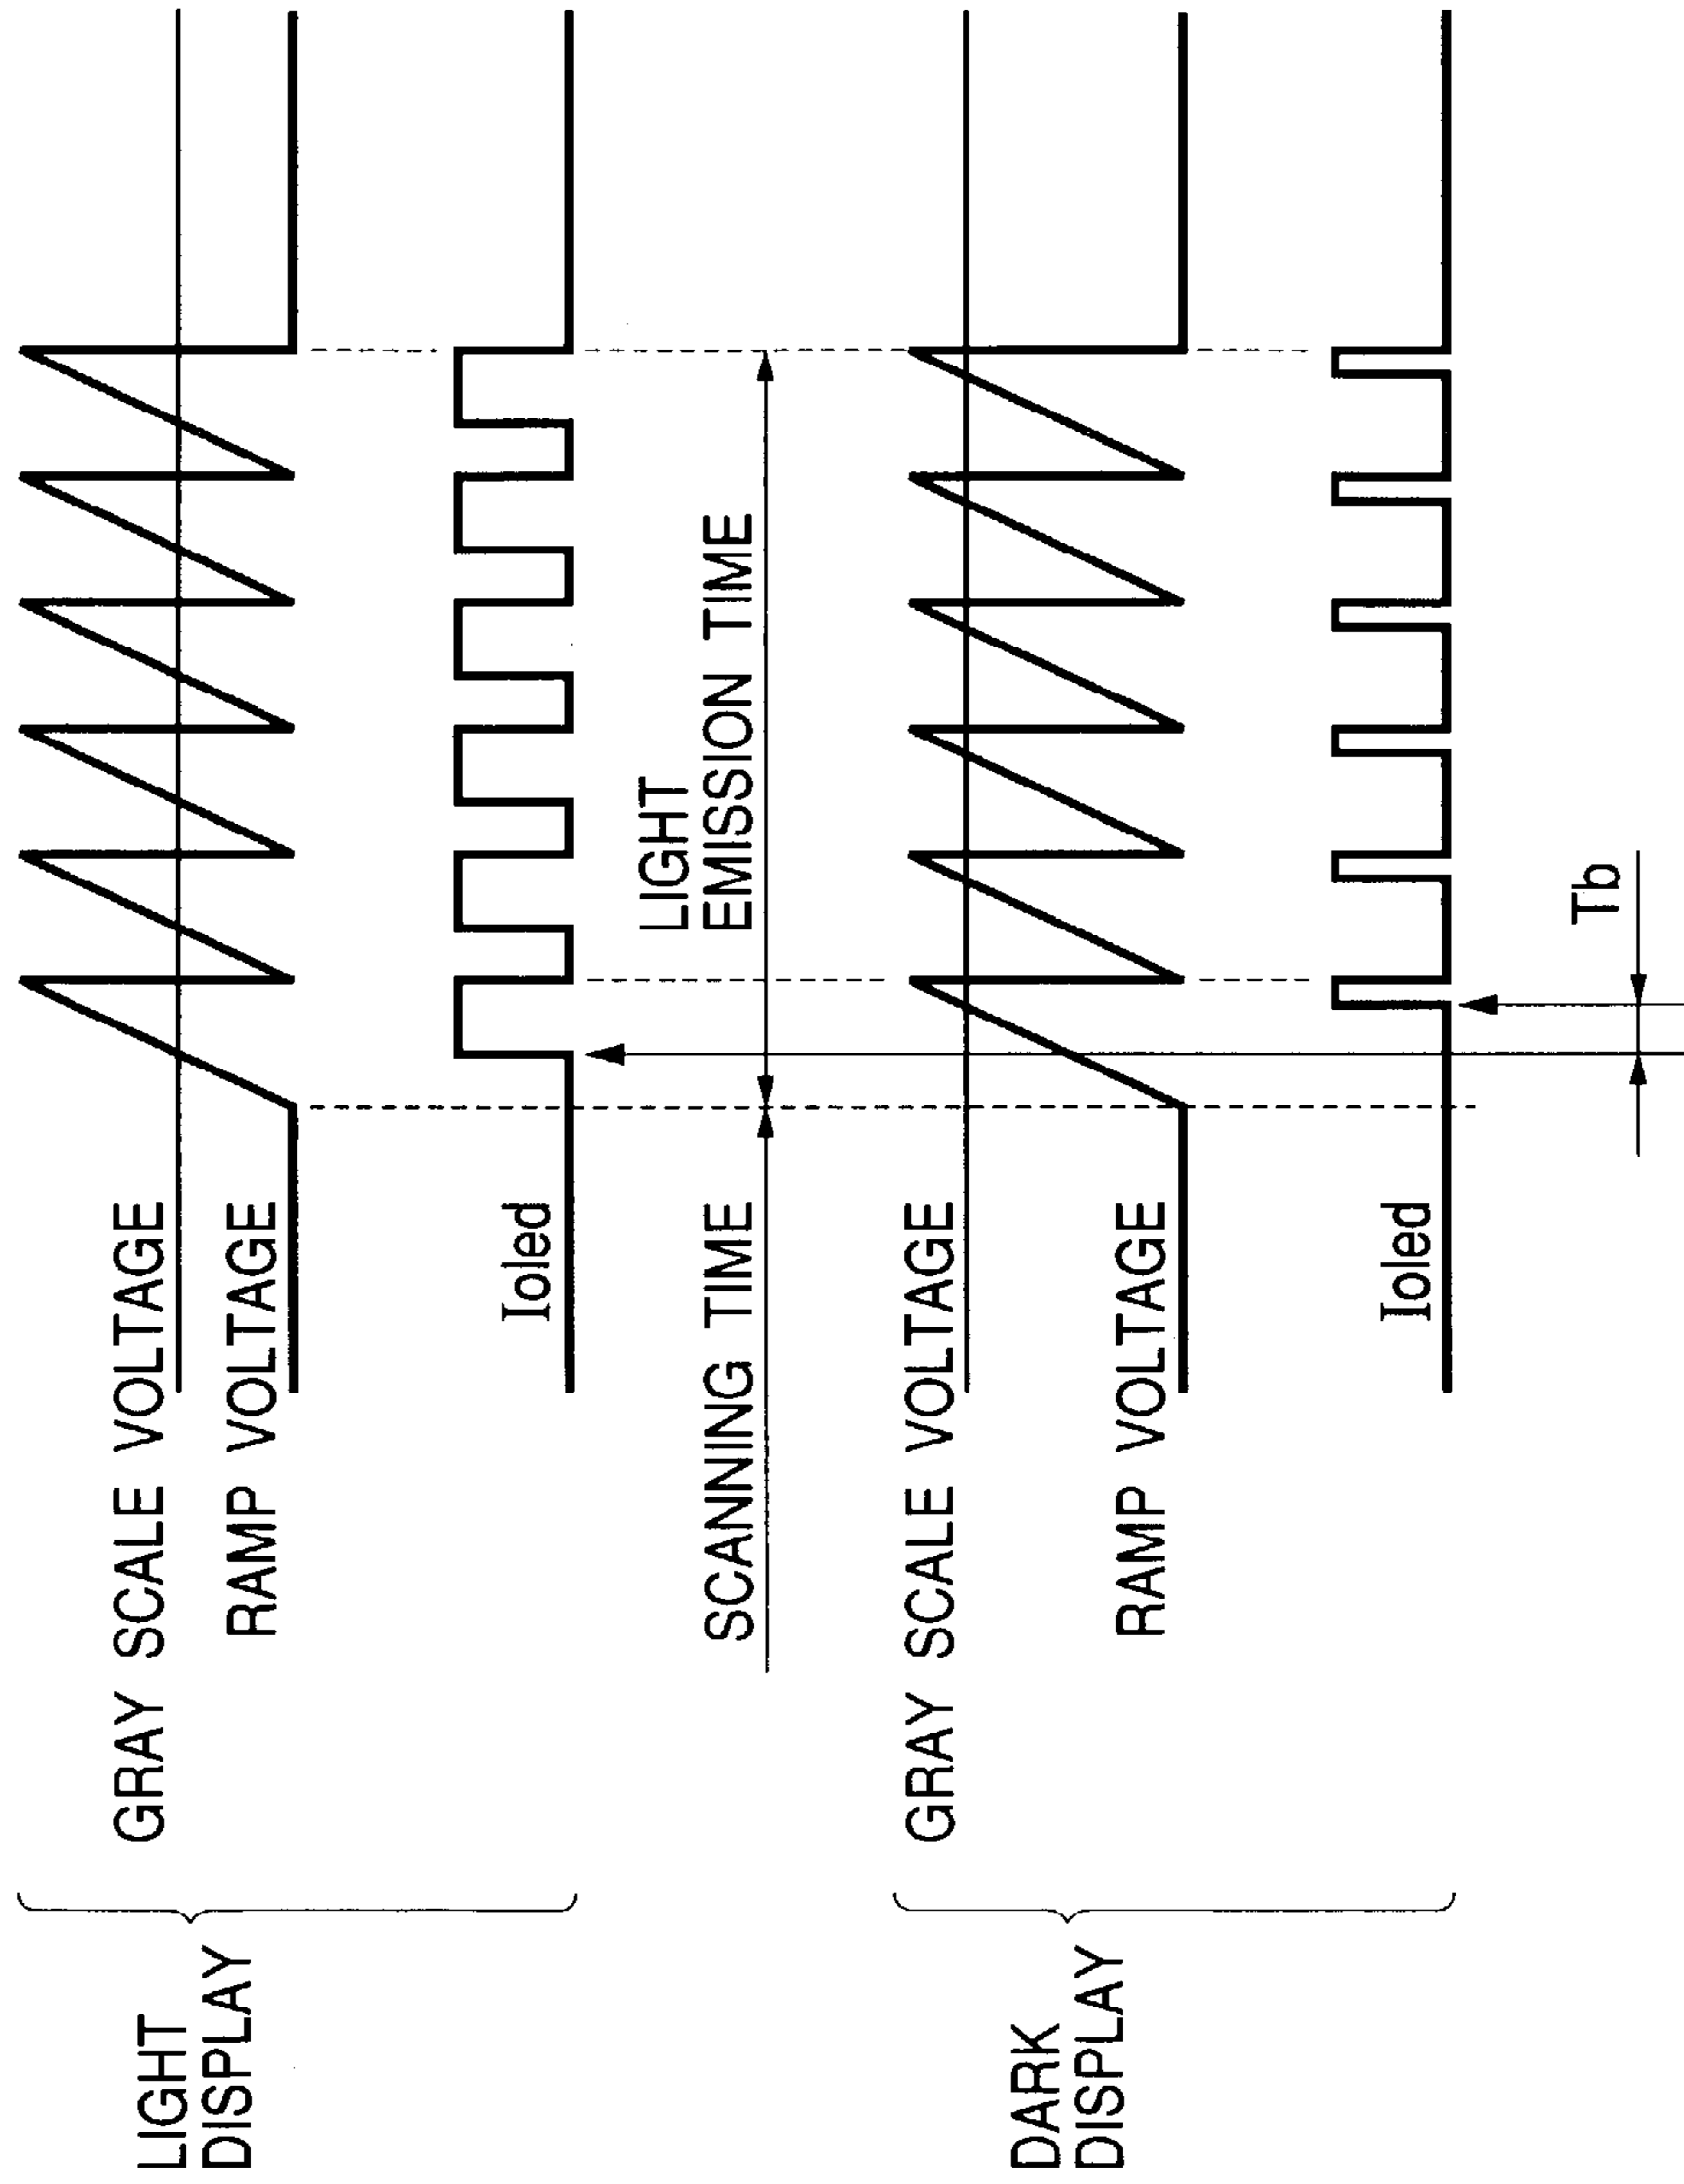 LIGHT
DISPLAY
GRAY SCALE VOLTAGE
RAMP VOLTAGE
Ioled
SCANNING TIME
LIGHT
EMISSION TIME
DARK
DISPLAY
GRAY SCALE VOLTAGE
RAMP VOLTAGE
Ioled
Tb